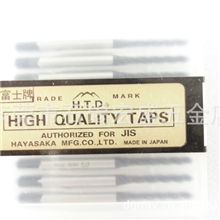 富士牌
TRADE MARK
H.T.D.
HIGH QUALITY TAPS
AUTHORIZED FOR JIS
HAYASAKA MFG.CO.,LTD. MADE IN JAPAN